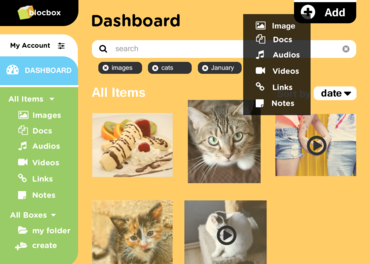 blocbox
Dashboard
Add
My Account
search
images
cats
January
DASHBOARD
All Items
Images
Docs
Audios
Videos
Links
Notes
All Boxes
my folder
create
Image
Docs
Audios
Videos
Links
Notes
All Items
date